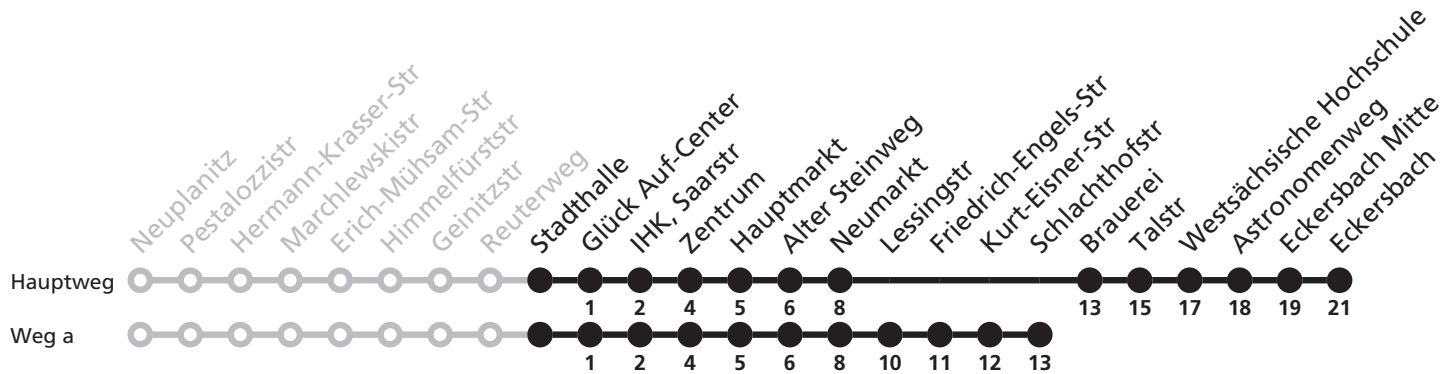 Neuplanitz
Pestalozzistr
Hermann-Krasser-Str
Marchlewskistr
Erich-Mühsam-Str
Himmelfürststr
Geinitzstr
Reuterweg
Stadthalle
Glück Auf-Center
IHK, Saarstr
Zentrum
Hauptmarkt
Alter Steinweg
Neumarkt
Lessingstr
Friedrich-Engels-Str
Kurt-Eisner-Str
Schlachthofstr
Brauerei
Talstr
Westsächsische Hochschule
Astronomenweg
Eckersbach Mitte
Eckersbach
Hauptweg
1 2 4 5 6 8 13 15 17 18 19 21
Weg a
1 2 4 5 6 8 10 11 12 13